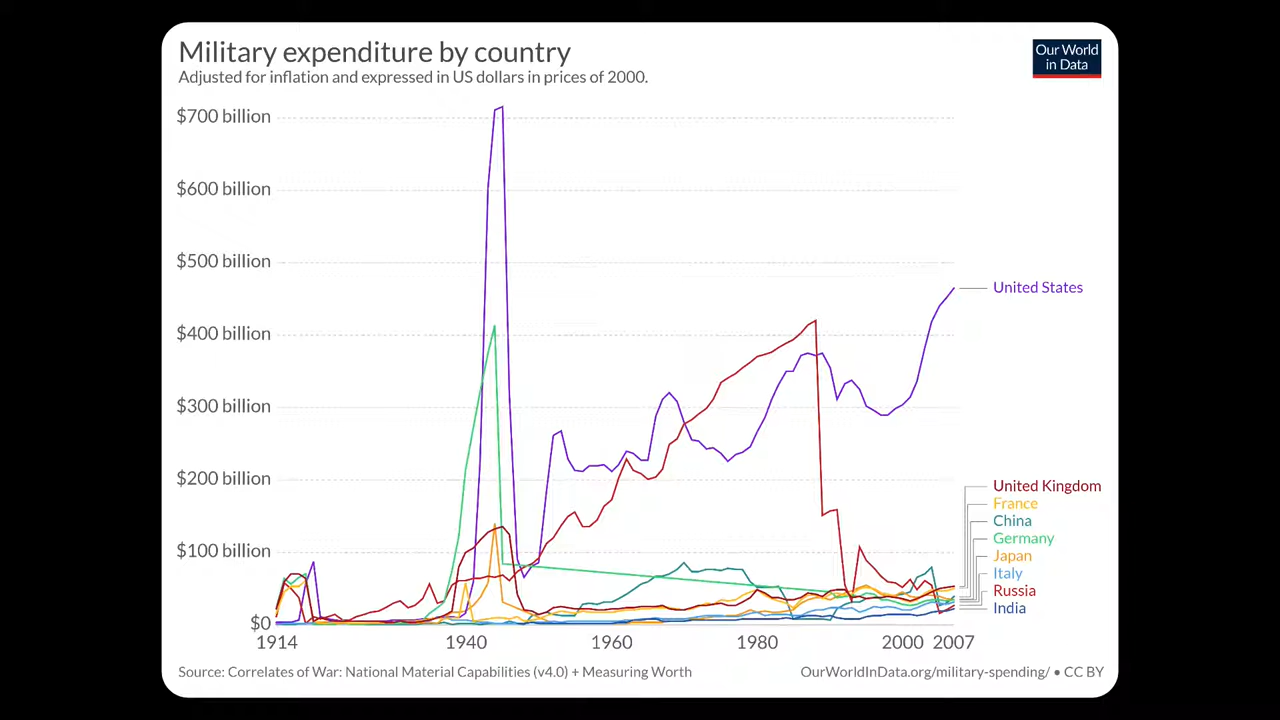 Military expenditure by country
Adjusted for inflation and expressed in US dollars in prices of 2000.
Our World
in Data
$700 billion
$600 billion
$500 billion
$400 billion
$300 billion
$200 billion
$100 billion
$0
1914
1940
1960
1980
2000
2007
United States
United Kingdom
France
China
Germany
Japan
Italy
Russia
India
Source: Correlates of War: National Material Capabilities (v4.0) + Measuring Worth
OurWorldInData.org/military-spending/ • CC BY